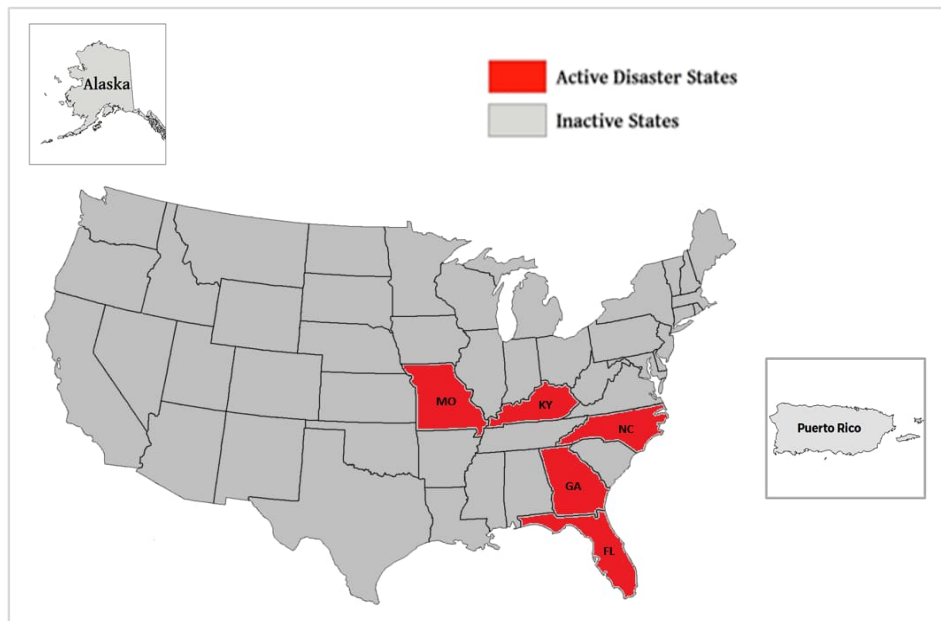 Alaska
Active Disaster States
Inactive States
MO
KY
NC
GA
FL
Puerto Rico